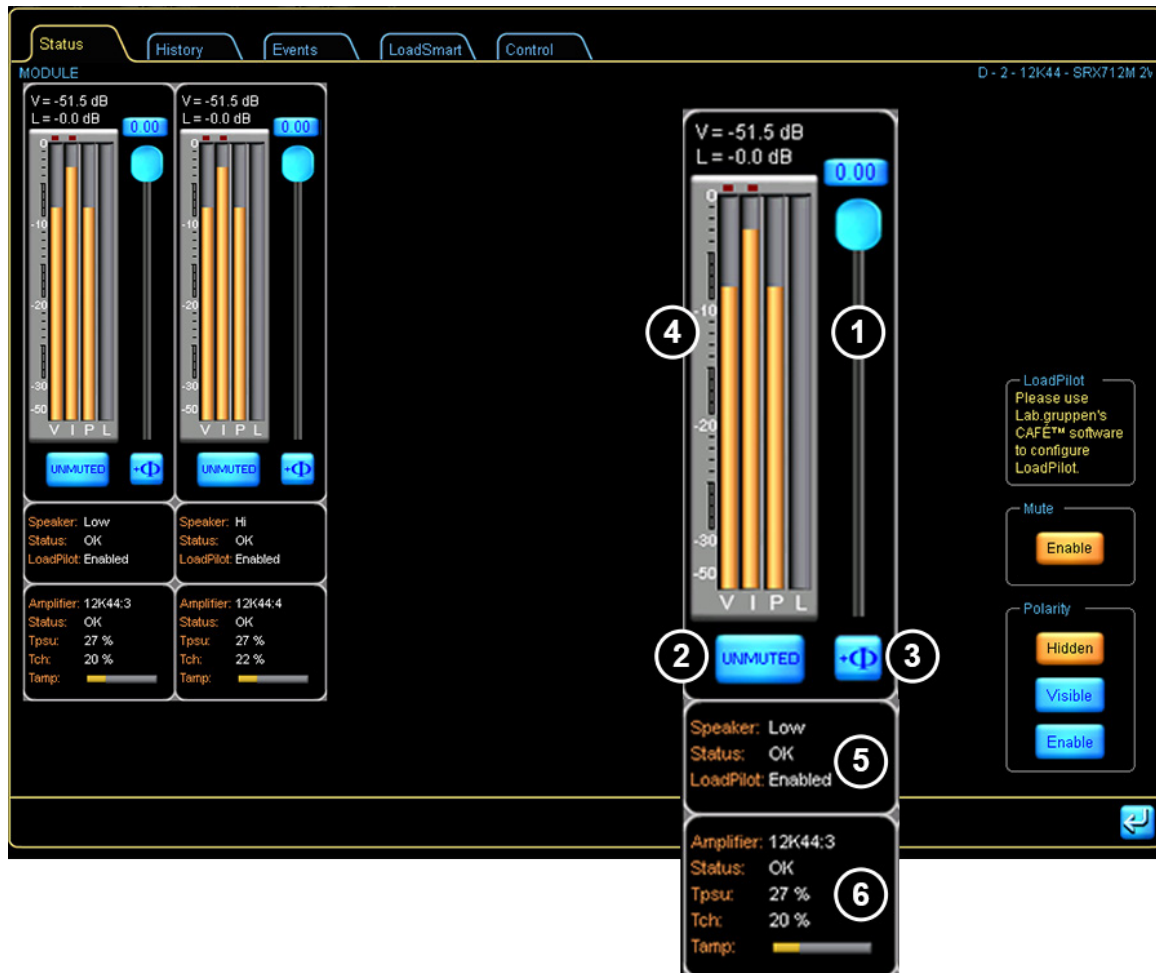 Status
History
Events
LoadSmart
Control
MODULE
D - 2 - 12K44 - SRX712M 2W
V = -51.5 dB
L = -0.0 dB
0.00
0
-10
-20
-30
-50
V I P L
UNMUTED
+Φ
Speaker: Low
Status: OK
LoadPilot: Enabled
Amplifier: 12K44:3
Status: OK
Tpsu: 27 %
Tch: 20 %
Tamp:
V = -51.5 dB
L = -0.0 dB
0.00
0
-10
-20
-30
-50
V I P L
UNMUTED
+Φ
Speaker: Hi
Status: OK
LoadPilot: Enabled
Amplifier: 12K44:4
Status: OK
Tpsu: 27 %
Tch: 22 %
Tamp:
V = -51.5 dB
L = -0.0 dB
0.00
0
-10
-20
-30
-50
V I P L
4
1
2
UNMUTED
+Φ
3
Speaker: Low
Status: OK
LoadPilot: Enabled
5
Amplifier: 12K44:3
Status: OK
Tpsu: 27 %
Tch: 20 %
Tamp:
6
LoadPilot
Please use
Lab.gruppen's
CAFÉ™ software
to configure
LoadPilot.
Mute
Enable
Polarity
Hidden
Visible
Enable